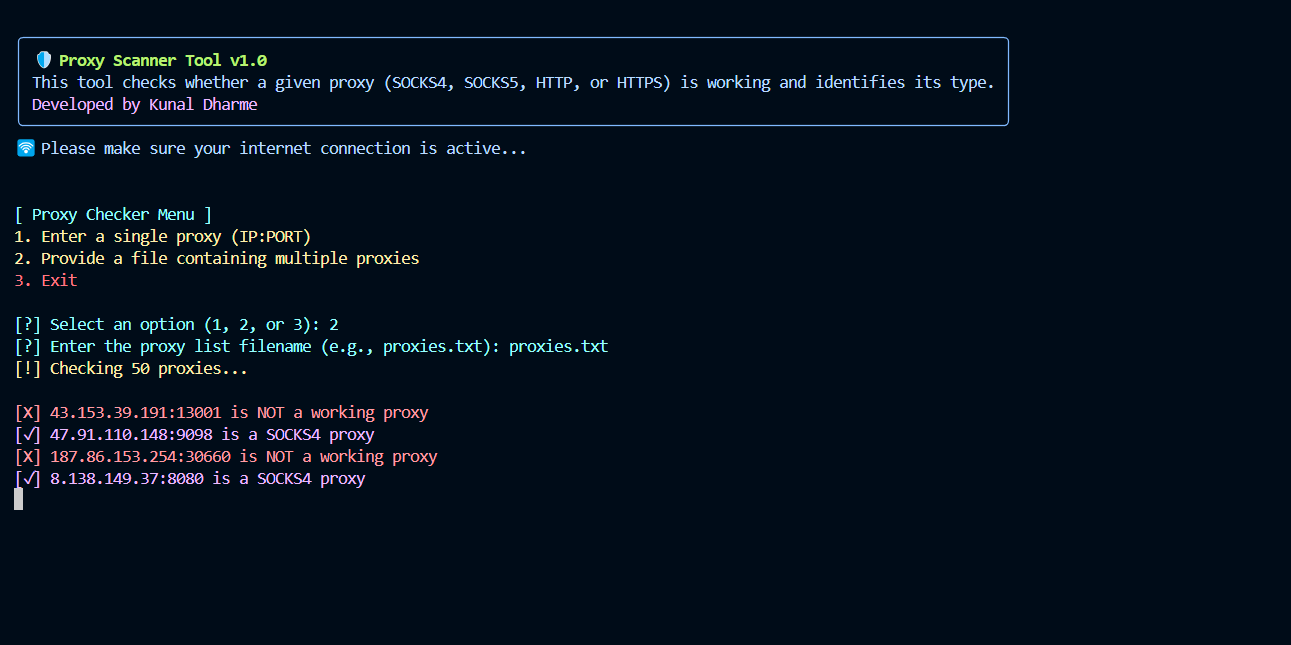 Proxy Scanner Tool v1.0
This tool checks whether a given proxy (SOCKS4, SOCKS5, HTTP, or HTTPS) is working and identifies its type.
Developed by Kunal Dharme
Please make sure your internet connection is active...
[ Proxy Checker Menu ]
1. Enter a single proxy (IP:PORT)
2. Provide a file containing multiple proxies
3. Exit
[?] Select an option (1, 2, or 3): 2
[?] Enter the proxy list filename (e.g., proxies.txt): proxies.txt
[!] Checking 50 proxies...
[X] 43.153.39.191:13001 is NOT a working proxy
[√] 47.91.110.148:9098 is a SOCKS4 proxy
[X] 187.86.153.254:30660 is NOT a working proxy
[√] 8.138.149.37:8080 is a SOCKS4 proxy